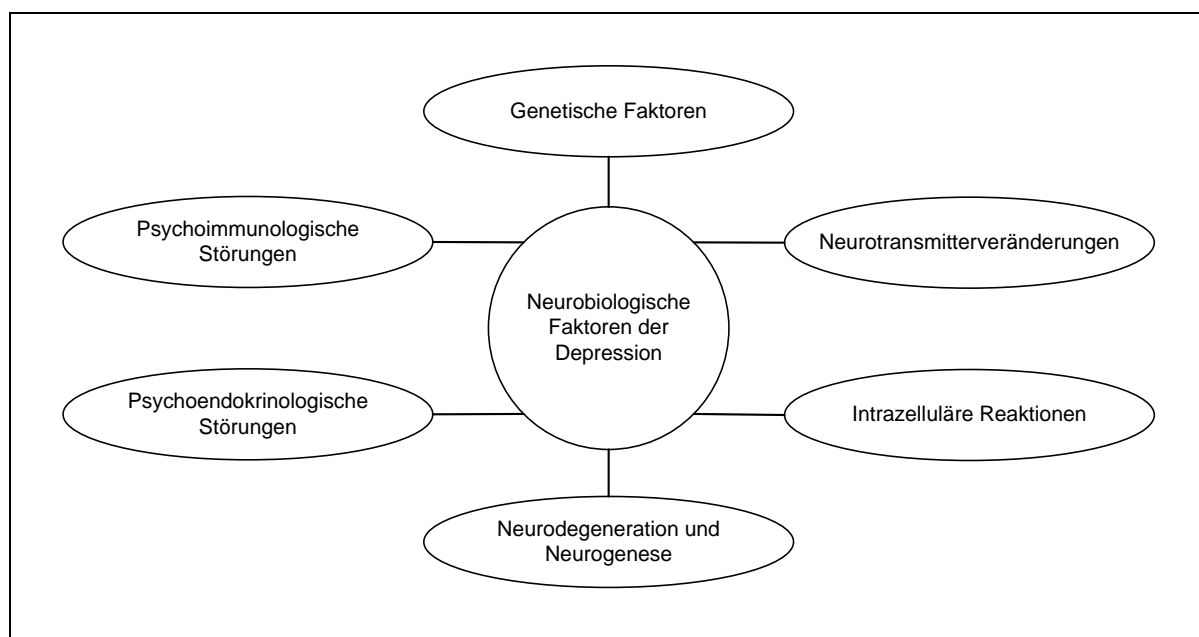 Genetische Faktoren
Psychoimmunologische
Störungen
Neurotransmitterveränderungen
Neurobiologische
Faktoren der
Depression
Psychoendokrinologische
Störungen
Intrazelluläre Reaktionen
Neurodegeneration und
Neurogenese